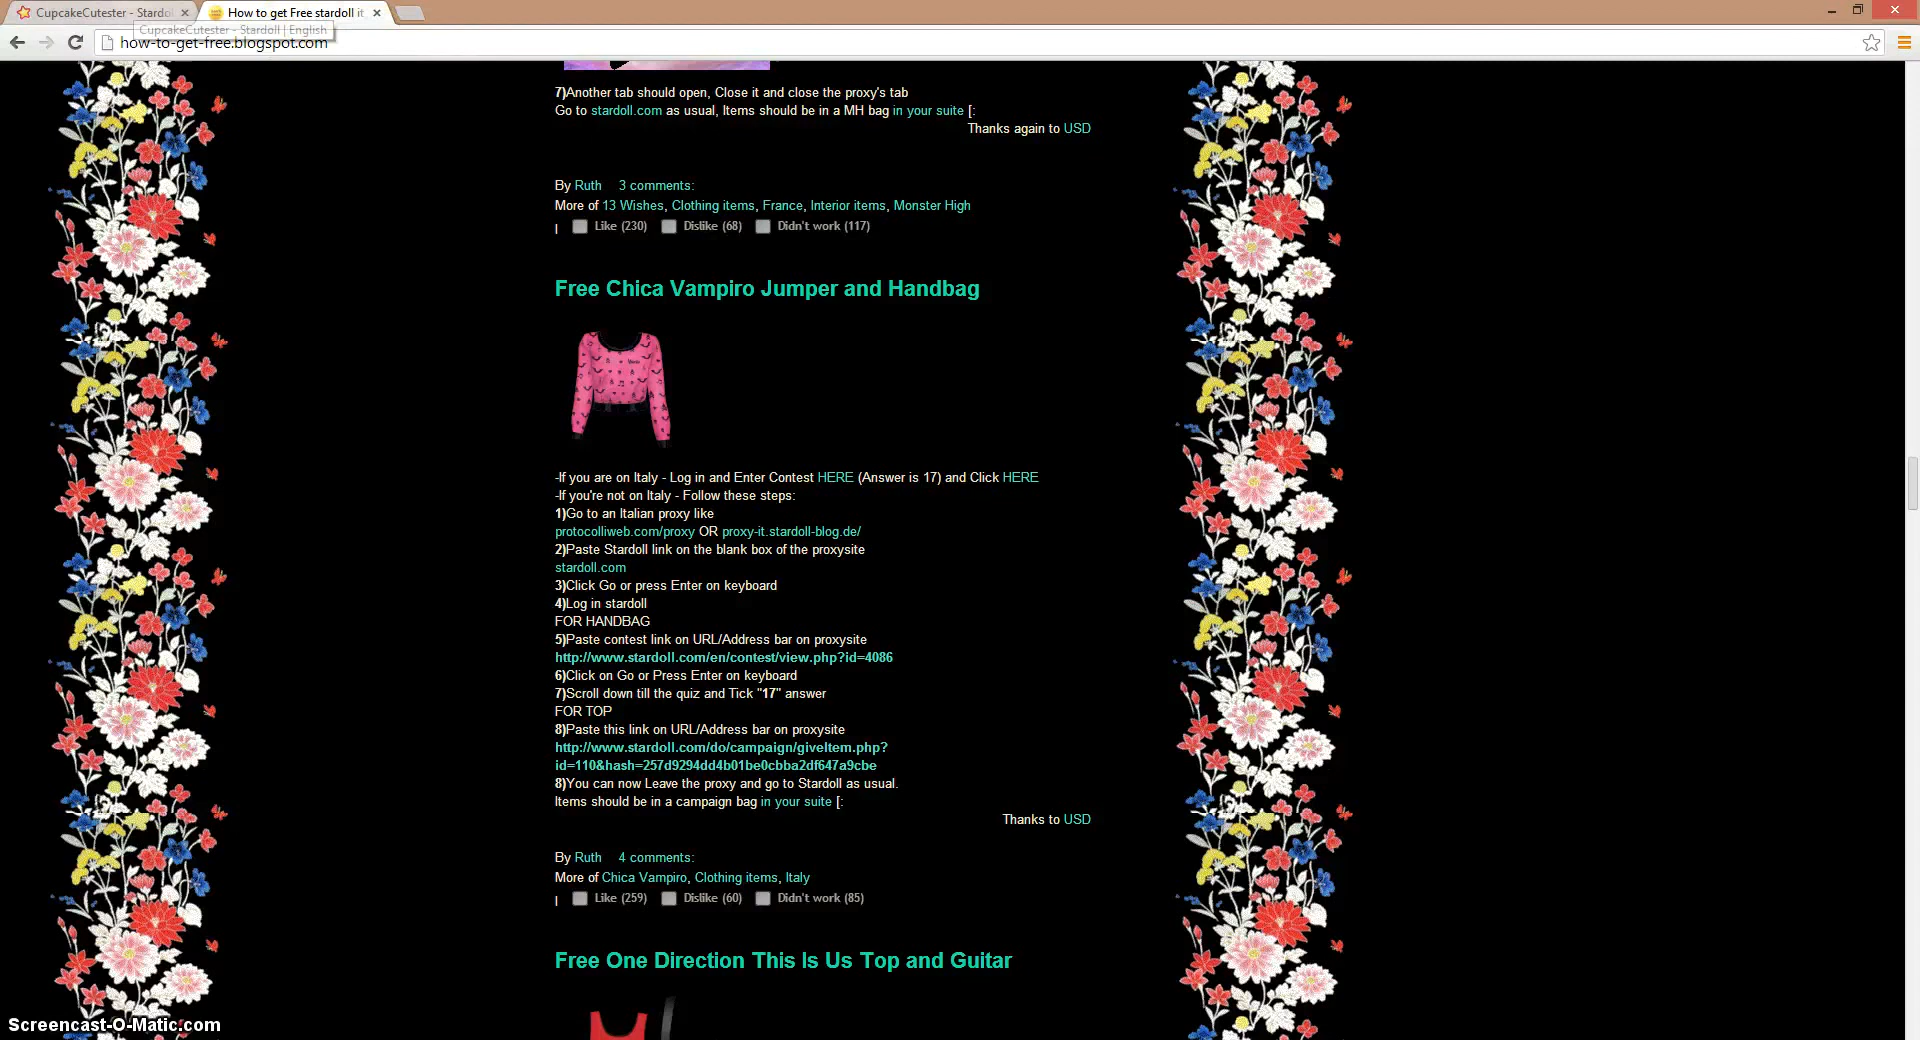 CupcakeCutester - Stardo
How to get Free stardoll it
CupcakeCutester - Stardoll | English
how-to-get-free.blogspot.com
7)Another tab should open, Close it and close the proxy's tab
Go to stardoll.com as usual, Items should be in a MH bag in your suite [:
Thanks again to USD
By Ruth 3 comments:
More of 13 Wishes, Clothing items, France, Interior items, Monster High
| Like (230) Dislike (68) Didn't work (117)
Free Chica Vampiro Jumper and Handbag
-If you are on Italy - Log in and Enter Contest HERE (Answer is 17) and Click HERE
-If you're not on Italy - Follow these steps:
1)Go to an Italian proxy like
protocolliweb.com/proxy OR proxy-it.stardoll-blog.de/
2)Paste Stardoll link on the blank box of the proxysite
stardoll.com
3)Click Go or press Enter on keyboard
4)Log in stardoll
FOR HANDBAG
5)Paste contest link on URL/Address bar on proxysite
http://www.stardoll.com/en/contest/view.php?id=4086
6)Click on Go or Press Enter on keyboard
7)Scroll down till the quiz and Tick "17" answer
FOR TOP
8)Paste this link on URL/Address bar on proxysite
http://www.stardoll.com/do/campaign/giveItem.php?
id=110&hash=257d9294dd4b01be0cbba2df647a9cbe
8)You can now Leave the proxy and go to Stardoll as usual.
Items should be in a campaign bag in your suite [:
Thanks to USD
By Ruth 4 comments:
More of Chica Vampiro, Clothing items, Italy
| Like (259) Dislike (60) Didn't work (85)
Free One Direction This Is Us Top and Guitar
Screencast-O-Matic.com